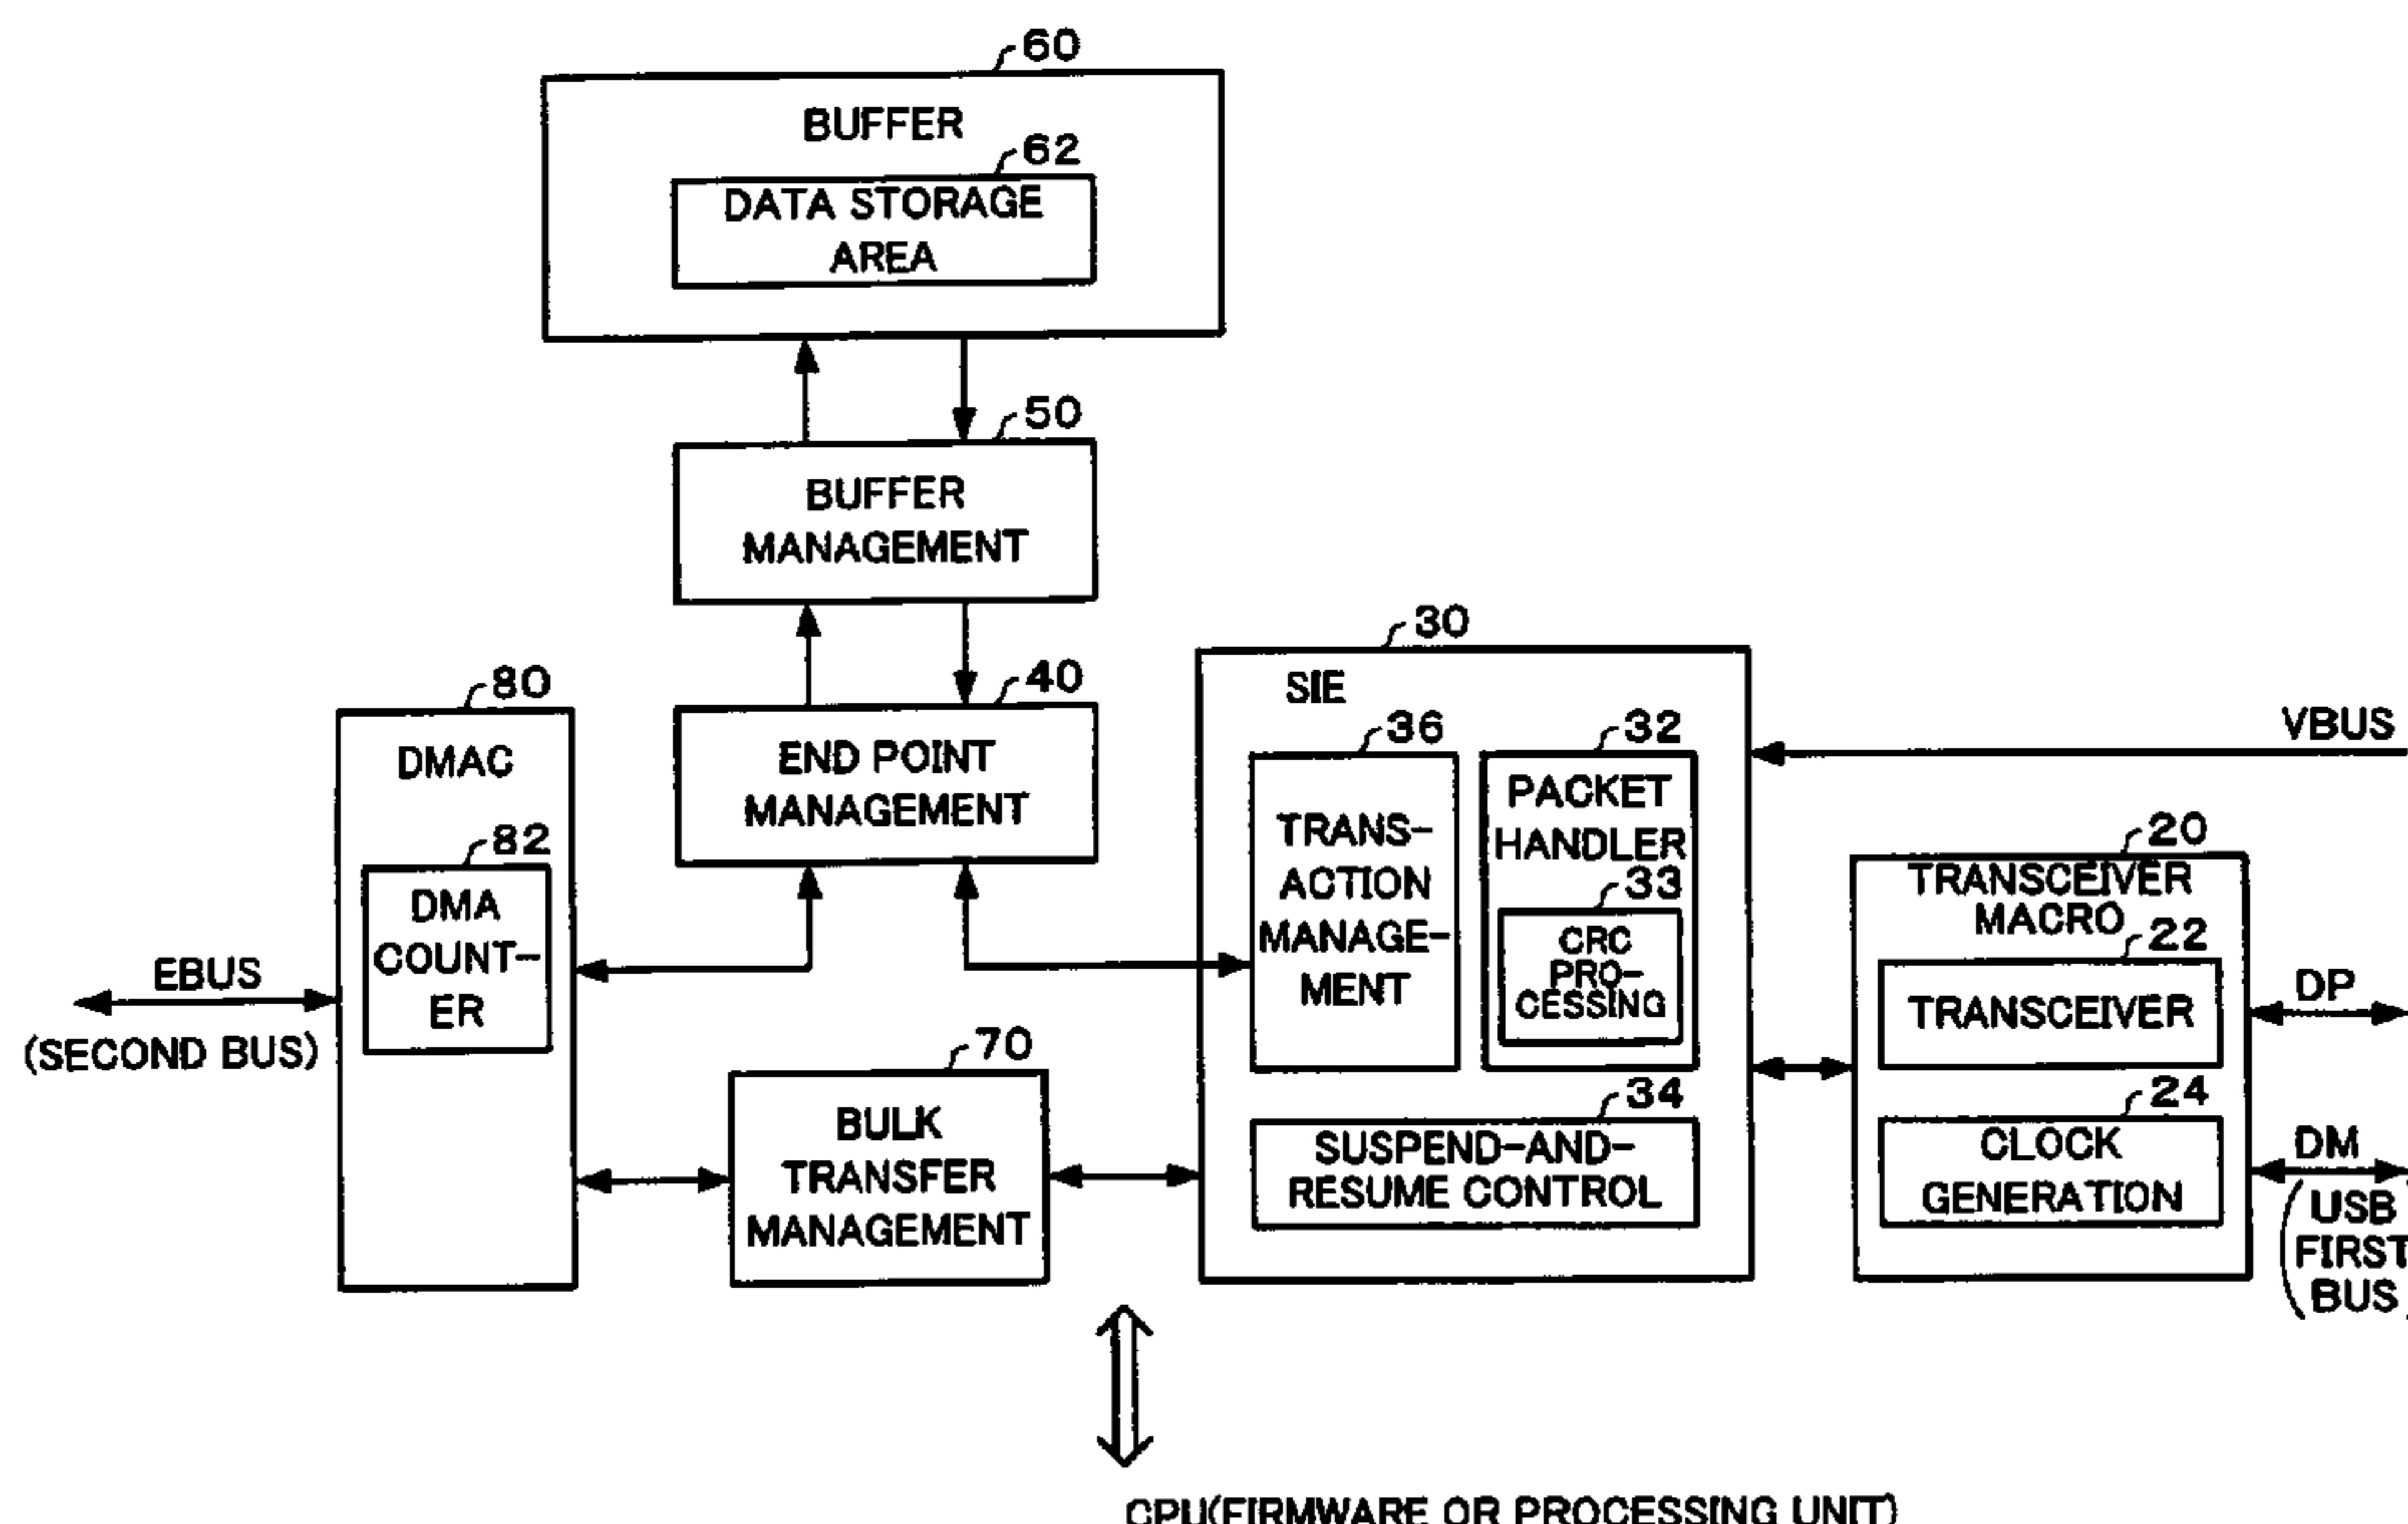 60
BUFFER
62
DATA STORAGE
AREA
50
BUFFER
MANAGEMENT
40
END POINT
MANAGEMENT
80
DMAC
82
DMA
COUNT-
ER
EBUS
(SECOND BUS)
70
BULK
TRANSFER
MANAGEMENT
30
SIE
36
TRANS-
ACTION
MANAGE-
MENT
32
PACKET
HANDLER
33
CRC
PRO-
CESSING
34
SUSPEND-AND-
RESUME CONTROL
VBUS
20
TRANSCEIVER
MACRO
22
TRANSCEIVER
24
CLOCK
GENERATION
DP
DM
(USB
FIRST
BUS
CPU(FIRMWARE OR PROCESSING UNIT)